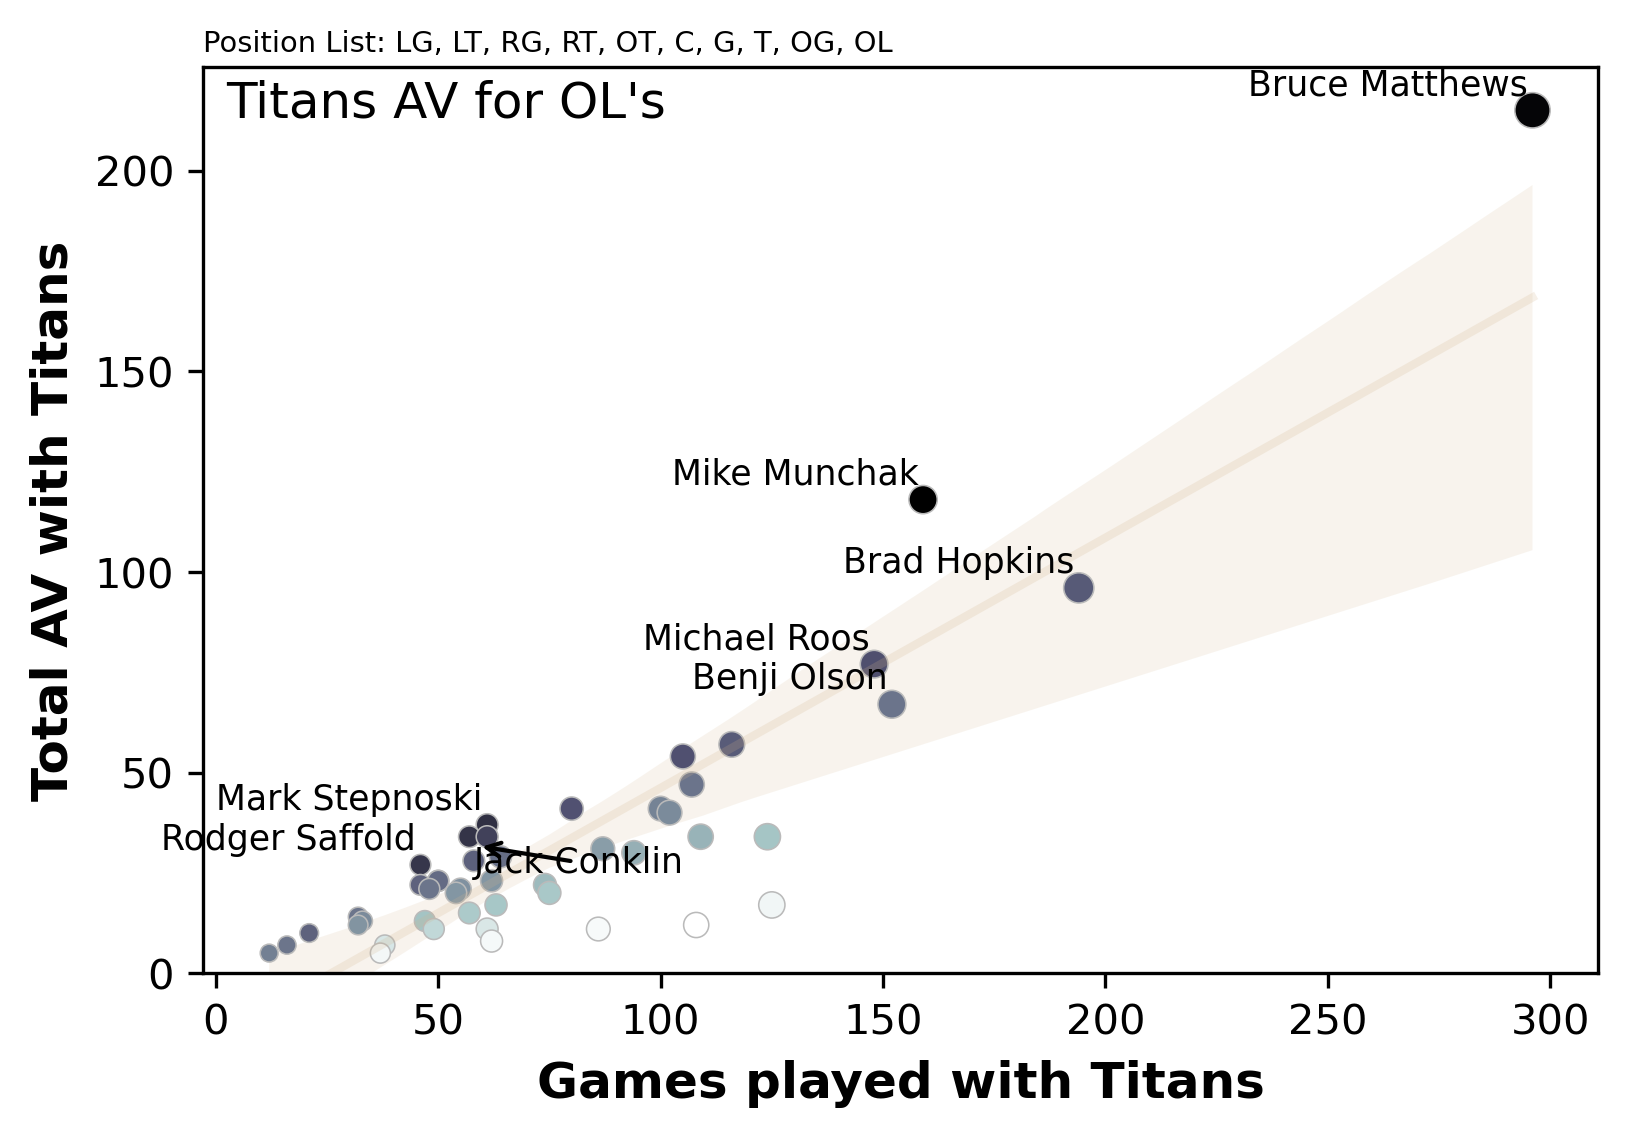 Position List: LG, LT, RG, RT, OT, C, G, T, OG, OL
Titans AV for OL's
Bruce Matthews
Mike Munchak
Brad Hopkins
Michael Roos
Benji Olson
Mark Stepnoski
Rodger Saffold
Jack Conklin
Total AV with Titans
200
150
100
50
0
0 50 100 150 200 250 300
Games played with Titans